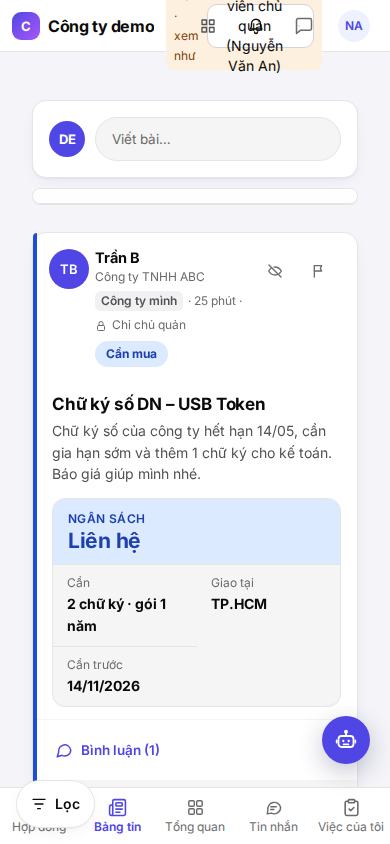 C Công ty demo
·
xem
như
viên chủ
quán
(Nguyễn
Văn An)
NA
DE
Viết bài...
TB
Trần B
Công ty TNHH ABC
Công ty mình · 25 phút ·
Chỉ chủ quán
Cần mua
Chữ ký số DN – USB Token
Chữ ký số của công ty hết hạn 14/05, cần
gia hạn sớm và thêm 1 chữ ký cho kế toán.
Báo giá giúp mình nhé.
NGÂN SÁCH
Liên hệ
Cần
2 chữ ký · gói 1
năm
Giao tại
TP.HCM
Cần trước
14/11/2026
Bình luận (1)
Lọc
Hợp đồng
Bảng tin
Tổng quan
Tin nhắn
Việc của tôi